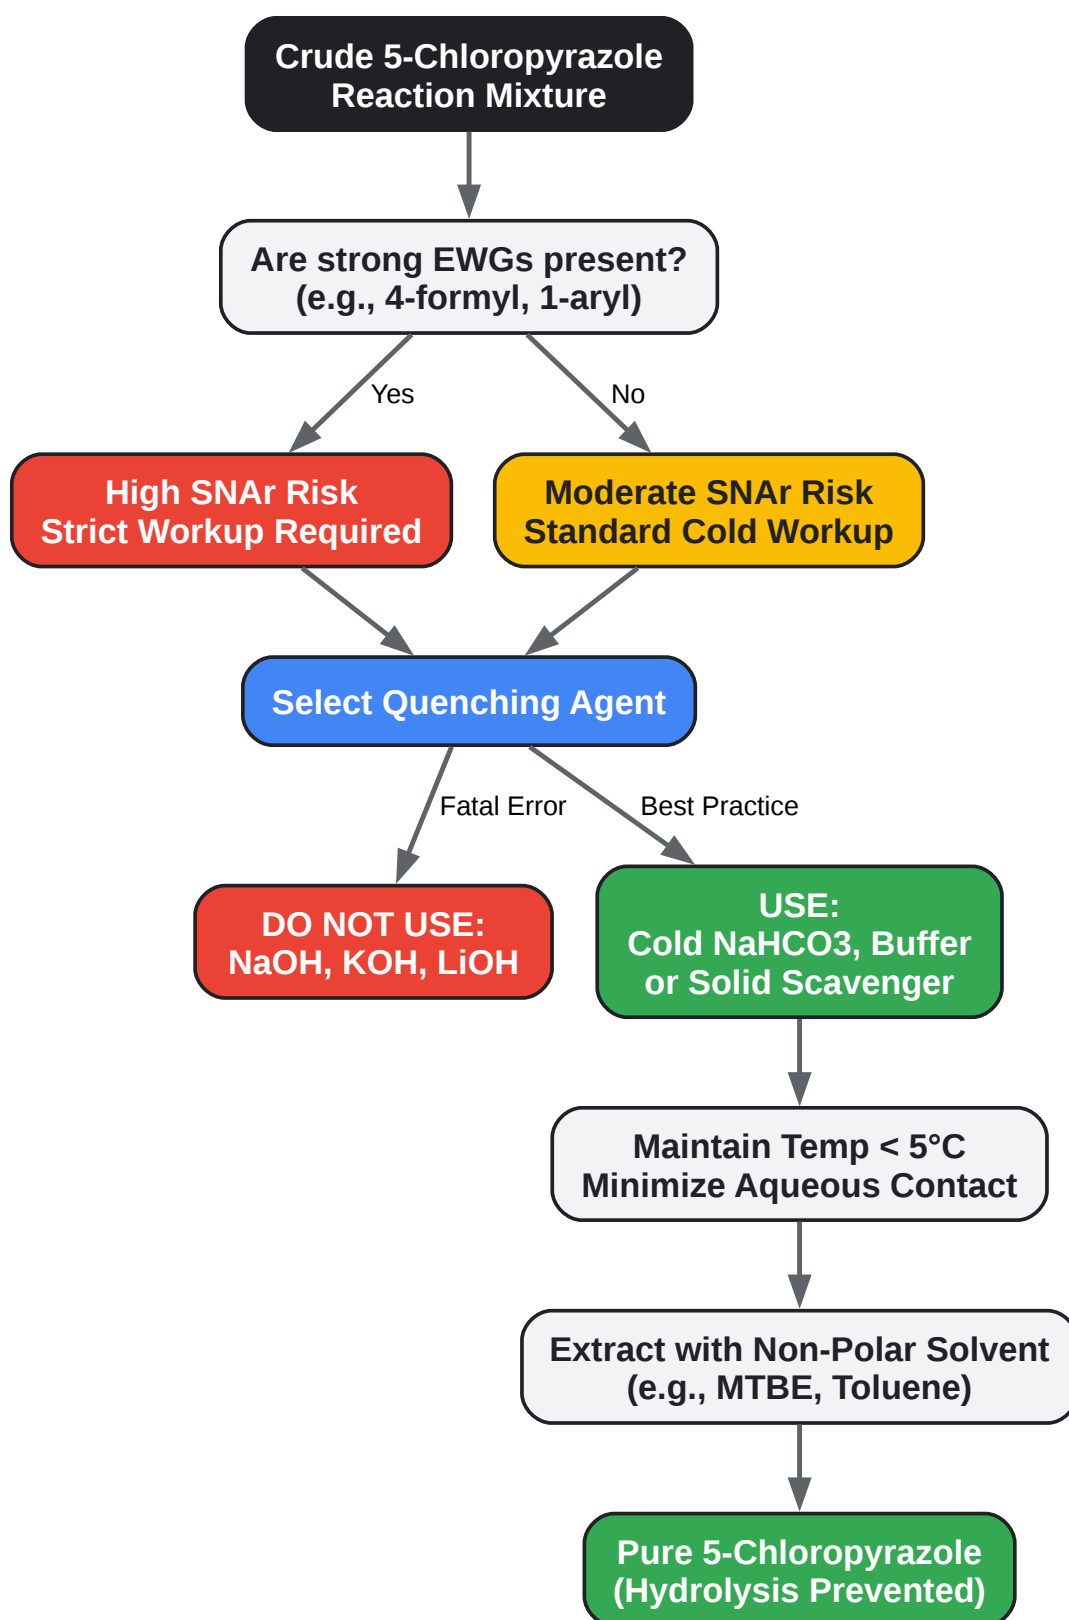 Crude 5-Chloropyrazole
Reaction Mixture
Are strong EWGs present?
(e.g., 4-formyl, 1-aryl)
Yes
No
High SNAr Risk
Strict Workup Required
Moderate SNAr Risk
Standard Cold Workup
Select Quenching Agent
Fatal Error
Best Practice
DO NOT USE:
NaOH, KOH, LiOH
USE:
Cold NaHCO3, Buffer
or Solid Scavenger
Maintain Temp < 5°C
Minimize Aqueous Contact
Extract with Non-Polar Solvent
(e.g., MTBE, Toluene)
Pure 5-Chloropyrazole
(Hydrolysis Prevented)